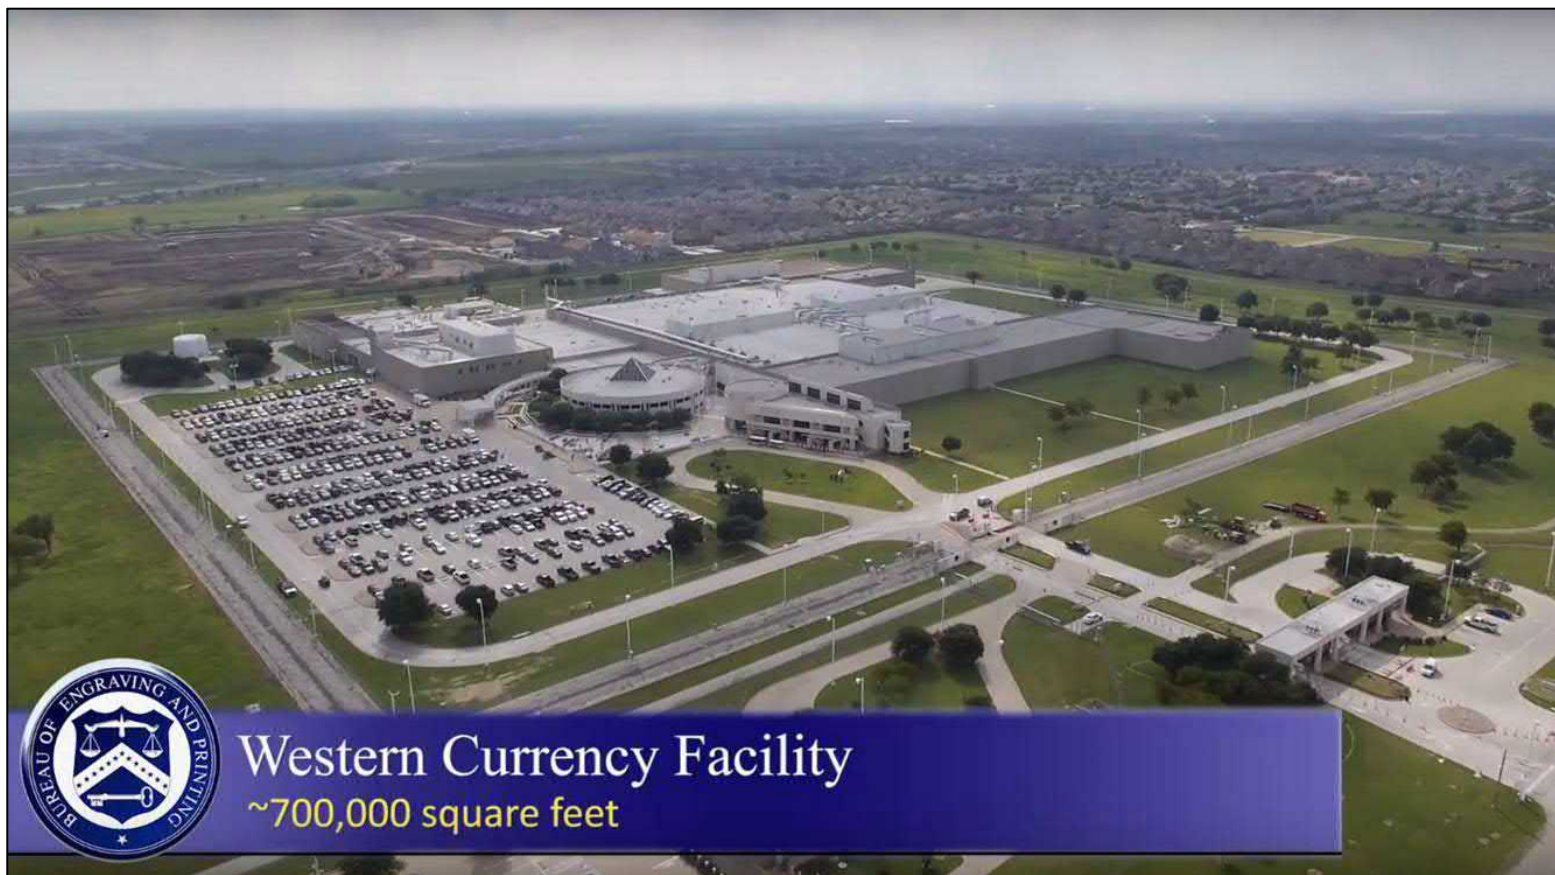 BUREAU OF ENGRAVING AND PRINTING
Western Currency Facility
~700,000 square feet